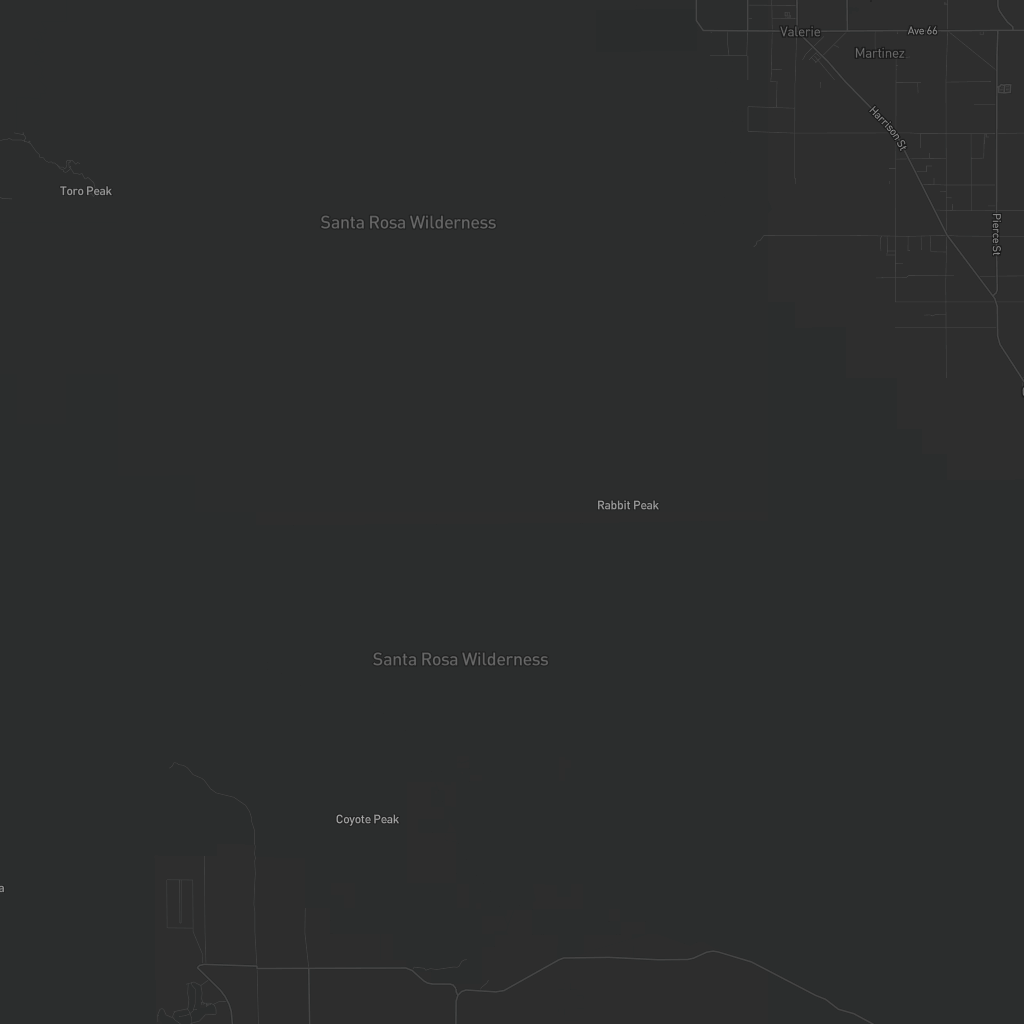 Valerie
Ave 66
Martinez
Harrison St
Toro Peak
Santa Rosa Wilderness
Pierce St
Rabbit Peak
Santa Rosa Wilderness
Coyote Peak
a